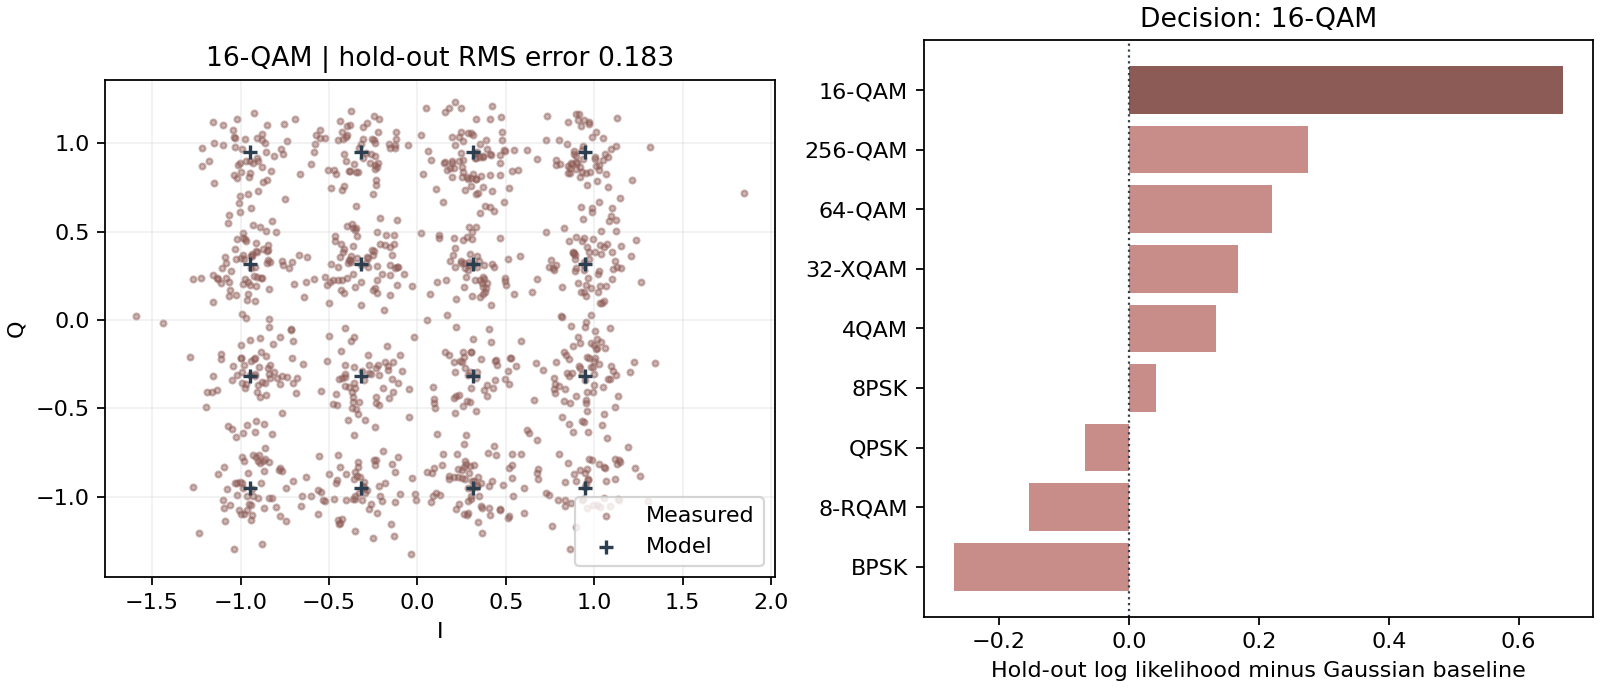 16-QAM | hold-out RMS error 0.183
1.0
0.5
0.0
−0.5
−1.0
Q
−1.5
−1.0
−0.5
0.0
0.5
1.0
1.5
2.0
I
Measured
Model
Decision: 16-QAM
16-QAM
256-QAM
64-QAM
32-XQAM
4QAM
8PSK
QPSK
8-RQAM
BPSK
−0.2
0.0
0.2
0.4
0.6
Hold-out log likelihood minus Gaussian baseline